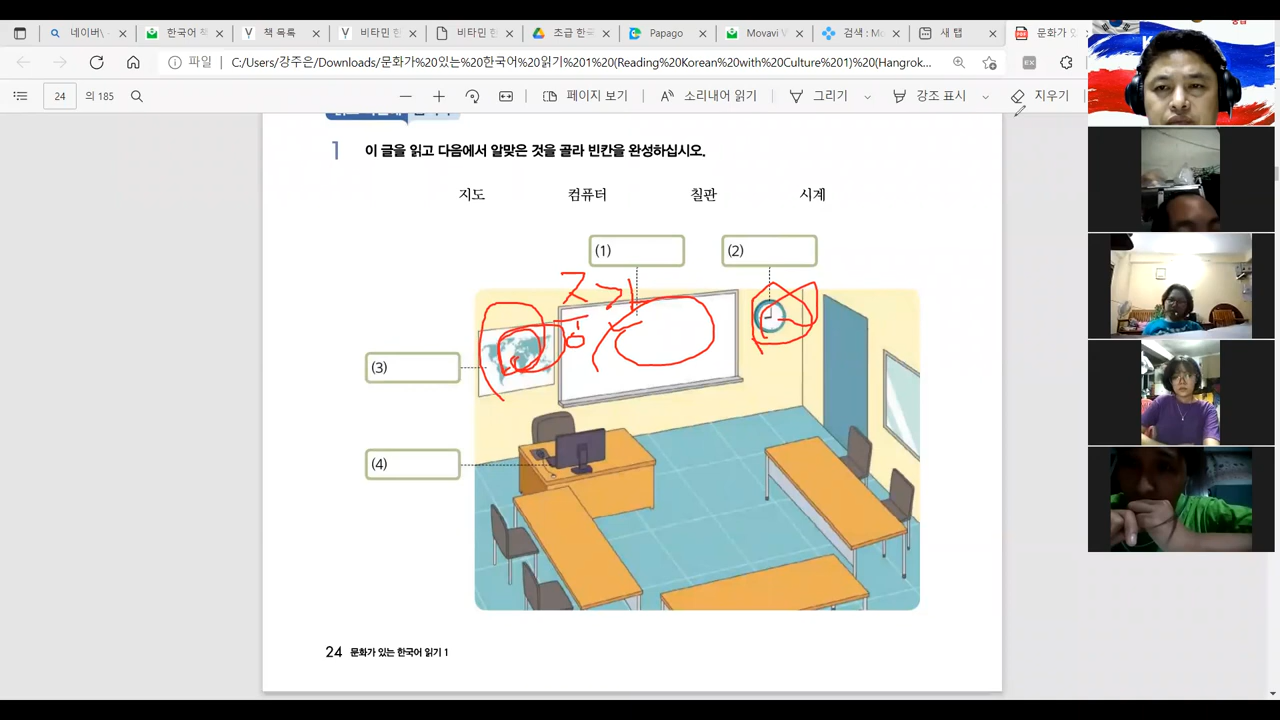 네이버\
한국어 책
책 목록
비타민 한
비타민 한
초급 한국
Papago
Movavi V
검색 : Mo
새 탭
문화가 있
파일
C:/Users/강주은/Downloads/문화가%20있는%20한국어%20읽기%201%20(Reading%20Korean%20with%20Culture%201)%20(Hangrok...
24 의 185
페이지 보기
소리내어 읽기
그리기
강조 표시
지우기
1 이 글을 읽고 다음에서 알맞은 것을 골라 빈칸을 완성하십시오.
지도 컴퓨터 칠판 시계
(1)
(2)
(3)
(4)
24 문화가 있는 한국어 읽기 1